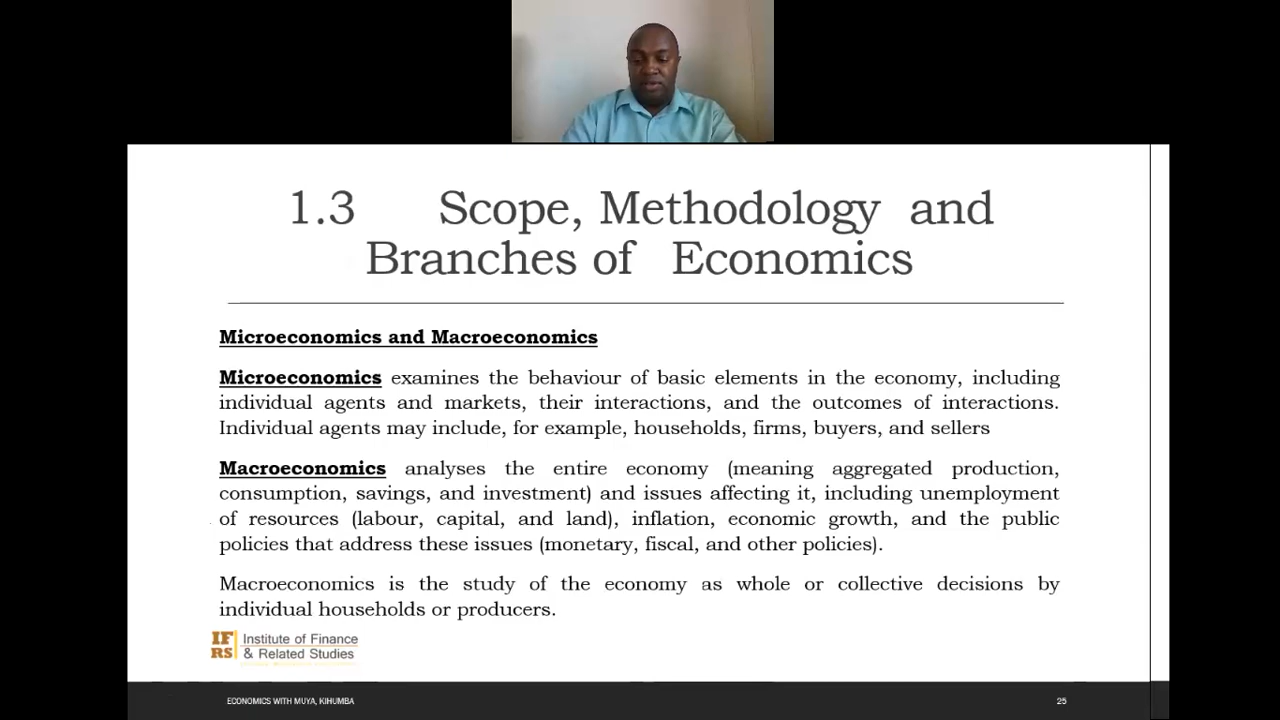 1.3 Scope, Methodology and
Branches of Economics
Microeconomics and Macroeconomics
Microeconomics examines the behaviour of basic elements in the economy, including
individual agents and markets, their interactions, and the outcomes of interactions.
Individual agents may include, for example, households, firms, buyers, and sellers
Macroeconomics analyses the entire economy (meaning aggregated production,
consumption, savings, and investment) and issues affecting it, including unemployment
of resources (labour, capital, and land), inflation, economic growth, and the public
policies that address these issues (monetary, fiscal, and other policies).
Macroeconomics is the study of the economy as whole or collective decisions by
individual households or producers.
IF
RS
Institute of Finance
& Related Studies
ECONOMICS WITH MUYA, KIHUMBA
25